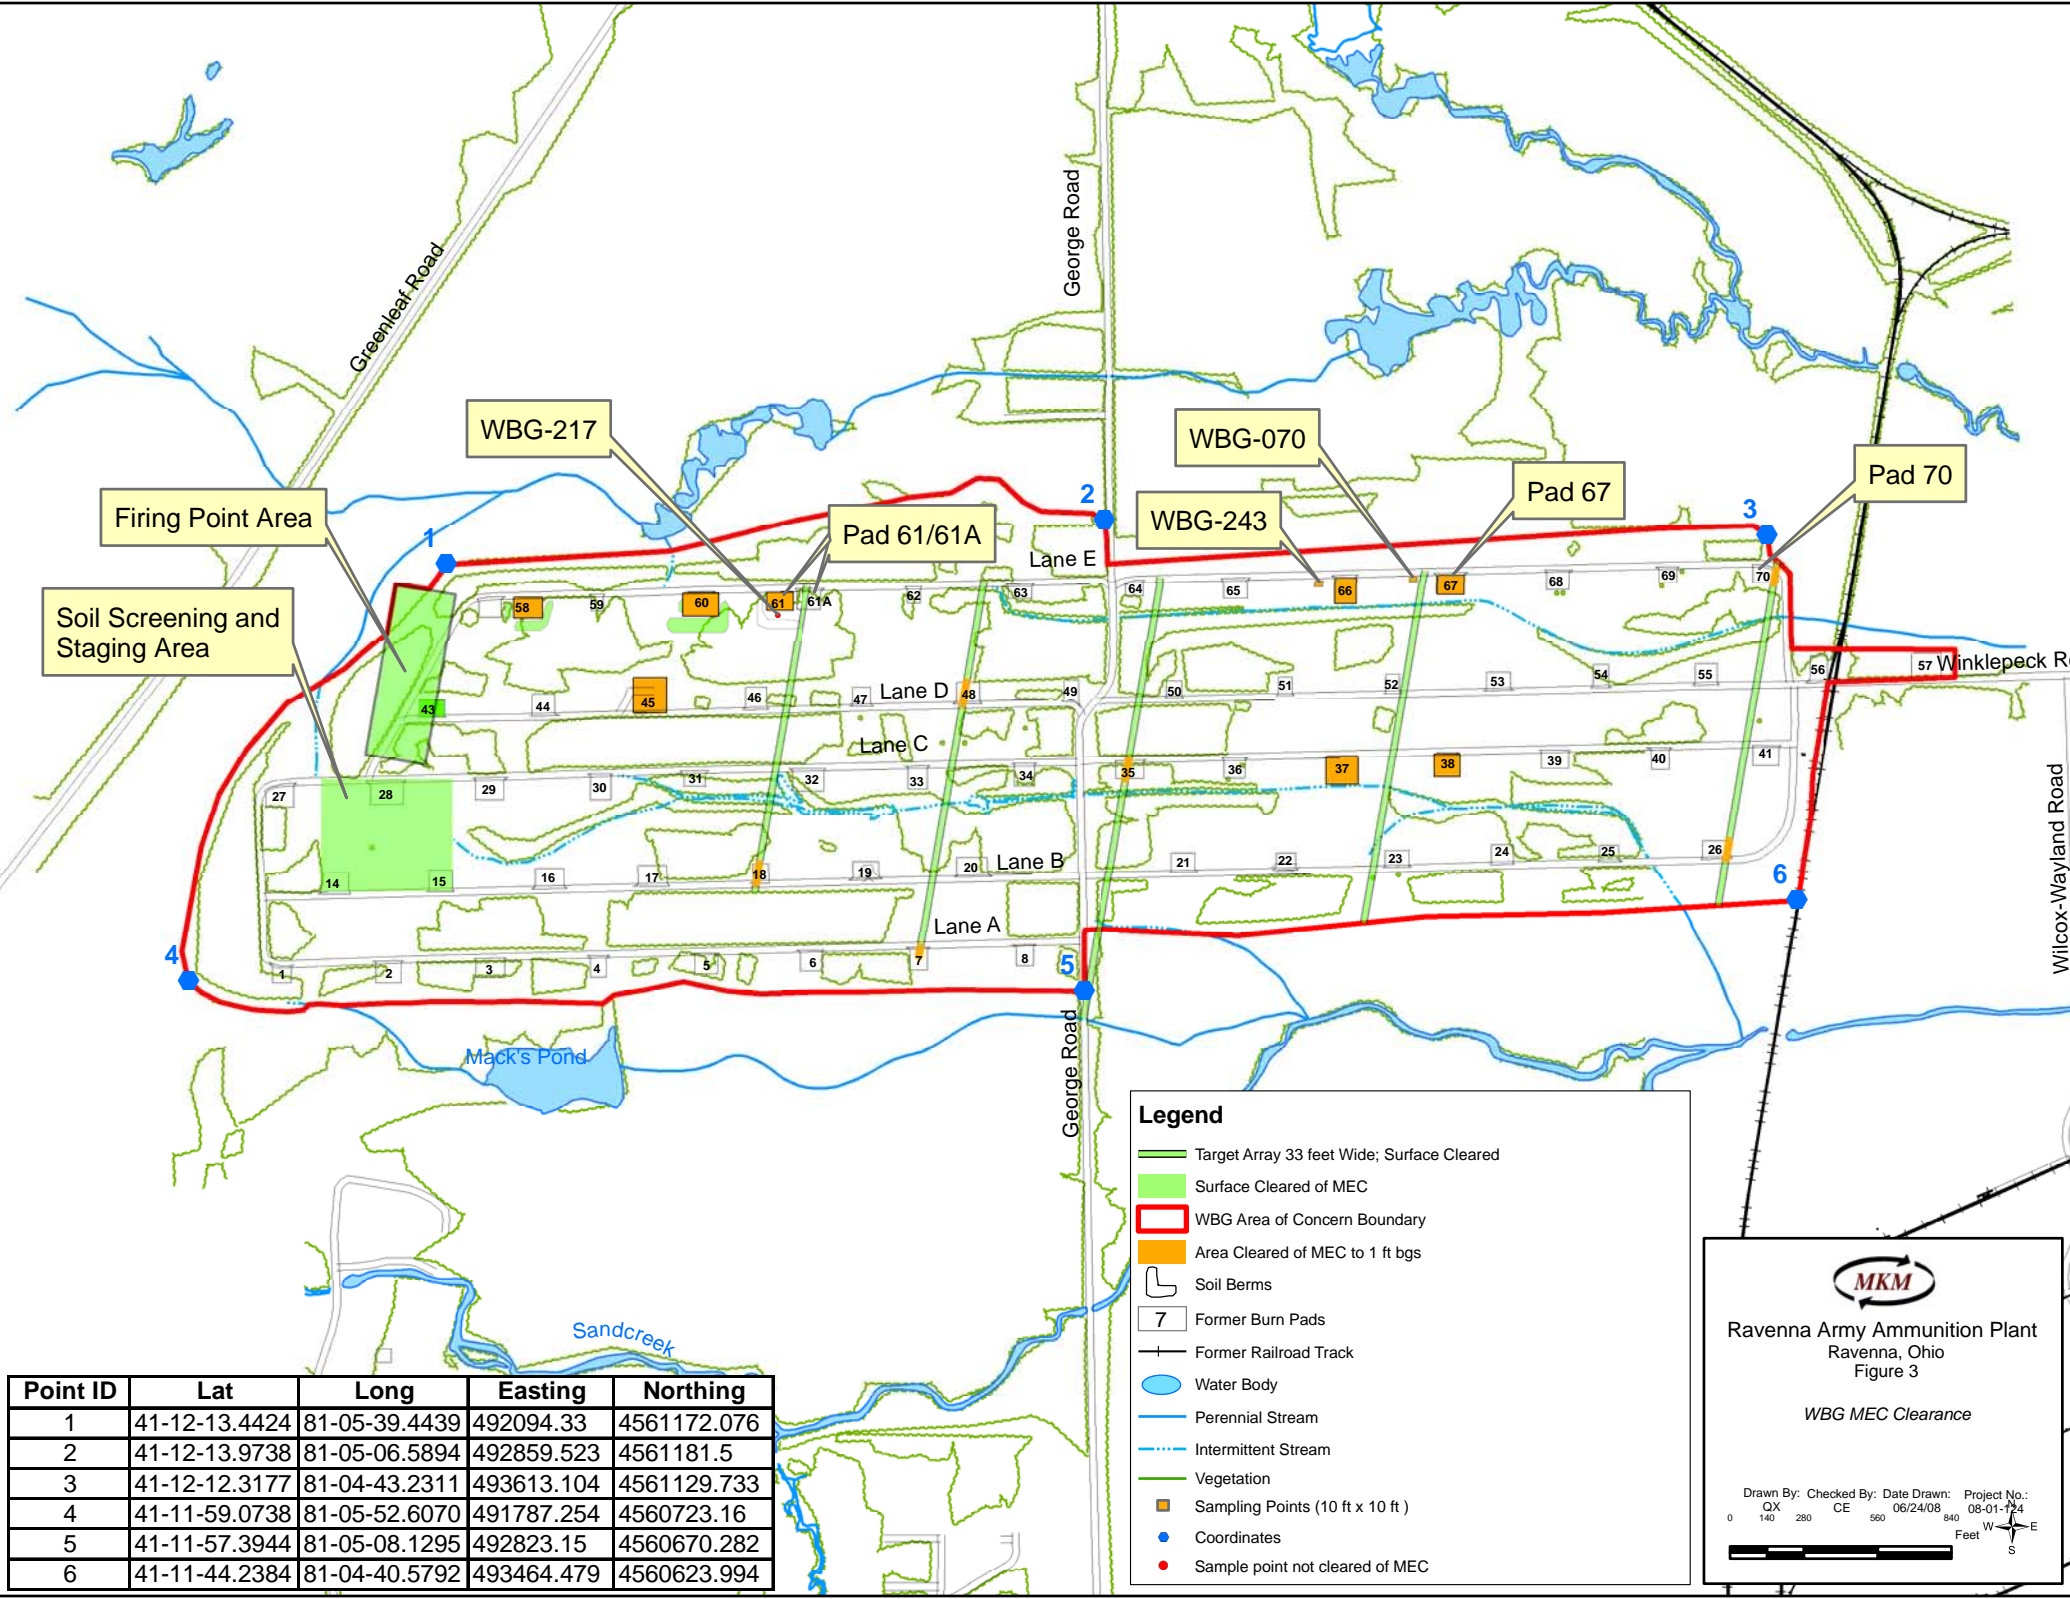 George Road
Greenleaf Road
WBG-217
WBG-070
Pad 67
Pad 70
WBG-243
Firing Point Area
Pad 61/61A
Soil Screening and
Staging Area
1
2
3
Lane E
58
59
60
61
61A
62
63
64
65
66
67
68
69
70
43
44
45
46
47
Lane D
48
49
50
51
52
53
54
55
56
57
Winklepeck R
Lane C
27
28
29
30
31
32
33
34
35
36
37
38
39
40
41
Wilcox-Wayland Road
14
15
16
17
18
19
20
Lane B
21
22
23
24
25
26
6
Lane A
4
1
2
3
4
5
6
7
8
5
George Road
Mack's Pond
Sandcreek
Legend
Target Array 33 feet Wide; Surface Cleared
Surface Cleared of MEC
WBG Area of Concern Boundary
Area Cleared of MEC to 1 ft bgs
Soil Berms
7 Former Burn Pads
Former Railroad Track
Water Body
Perennial Stream
Intermittent Stream
Vegetation
Sampling Points (10 ft x 10 ft )
Coordinates
Sample point not cleared of MEC
MKM
Ravenna Army Ammunition Plant
Ravenna, Ohio
Figure 3
WBG MEC Clearance
Drawn By: Checked By: Date Drawn: Project No.:
QX CE 06/24/08 08-01-124
0 140 280 560 840
Feet
N
W E
S
Point ID Lat Long Easting Northing
1 41-12-13.4424 81-05-39.4439 492094.33 4561172.076
2 41-12-13.9738 81-05-06.5894 492859.523 4561181.5
3 41-12-12.3177 81-04-43.2311 493613.104 4561129.733
4 41-11-59.0738 81-05-52.6070 491787.254 4560723.16
5 41-11-57.3944 81-05-08.1295 492823.15 4560670.282
6 41-11-44.2384 81-04-40.5792 493464.479 4560623.994